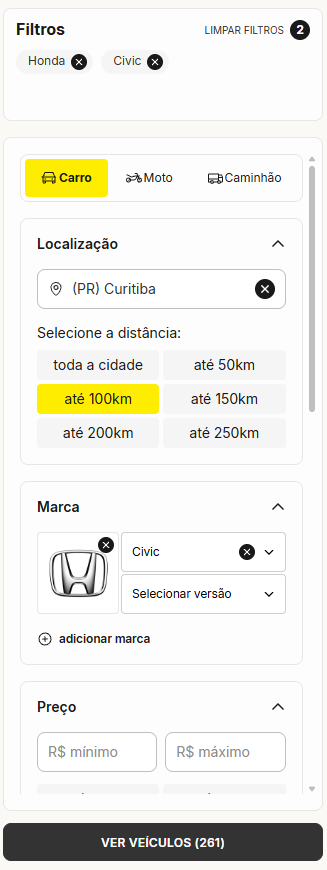 Filtros
LIMPAR FILTROS 2
Honda Civic
Carro Moto Caminhão
Localização
(PR) Curitiba
Selecione a distância:
toda a cidade até 50km
até 100km até 150km
até 200km até 250km
Marca
Civic
Selecionar versão
adicionar marca
Preço
R$ mínimo R$ máximo
VER VEÍCULOS (261)